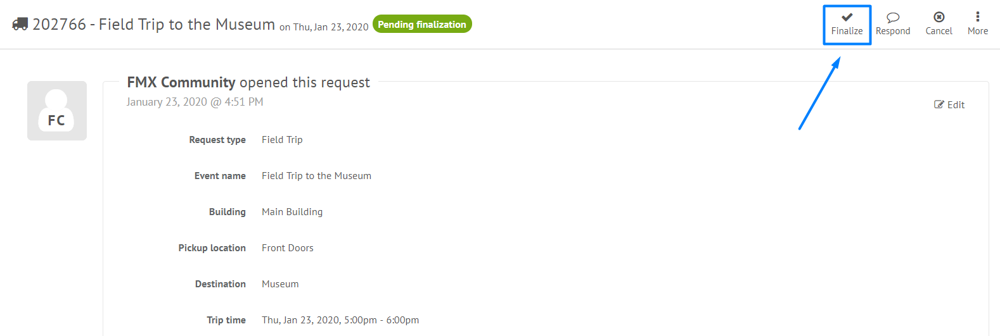 202766 - Field Trip to the Museum on Thu, Jan 23, 2020 Pending finalization
Finalize Respond Cancel More
FMX Community opened this request
January 23, 2020 @ 4:51 PM
Edit
FC
Request type Field Trip
Event name Field Trip to the Museum
Building Main Building
Pickup location Front Doors
Destination Museum
Trip time Thu, Jan 23, 2020, 5:00pm - 6:00pm